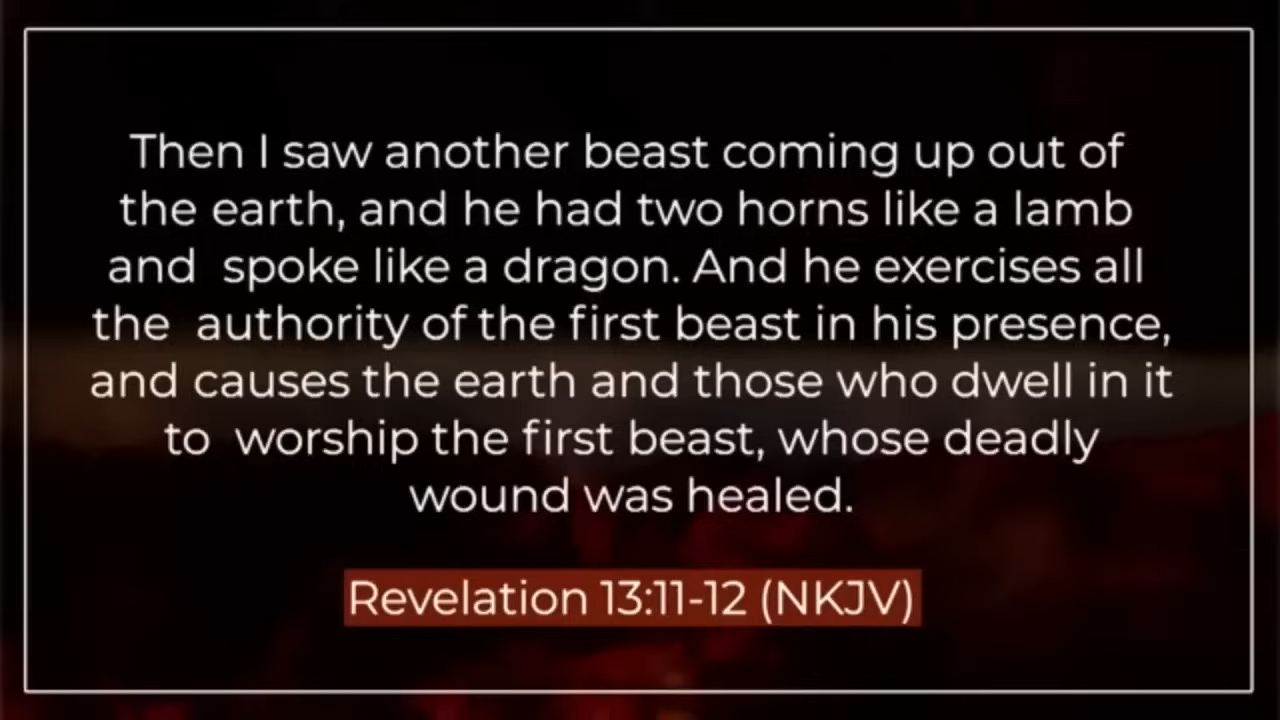 Then I saw another beast coming up out of
the earth, and he had two horns like a lamb
and  spoke like a dragon. And he exercises all
the  authority of the first beast in his presence,
and causes the earth and those who dwell in it
to  worship the first beast, whose deadly
wound was healed.
Revelation 13:11-12 (NKJV)